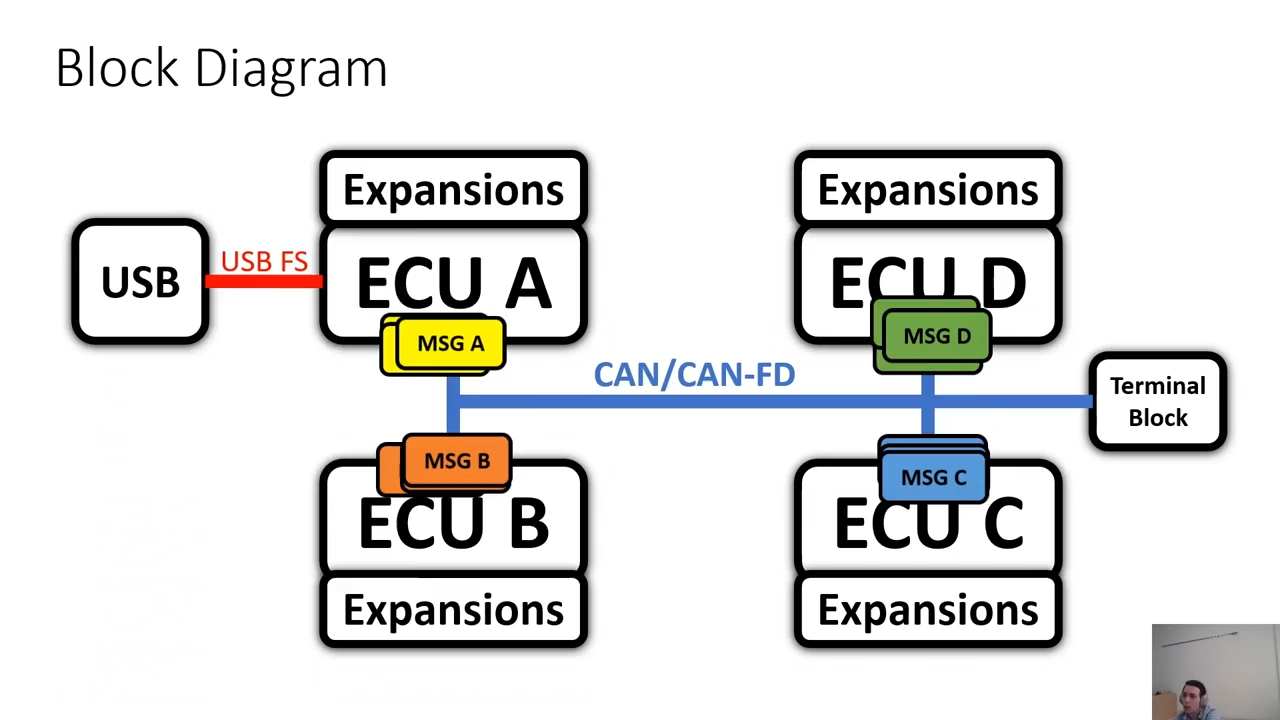 Block Diagram
Expansions
Expansions
USB
USB FS
ECU A
ECU D
MSG A
MSG D
CAN/CAN-FD
Terminal
Block
MSG B
MSG C
ECU B
ECU C
Expansions
Expansions